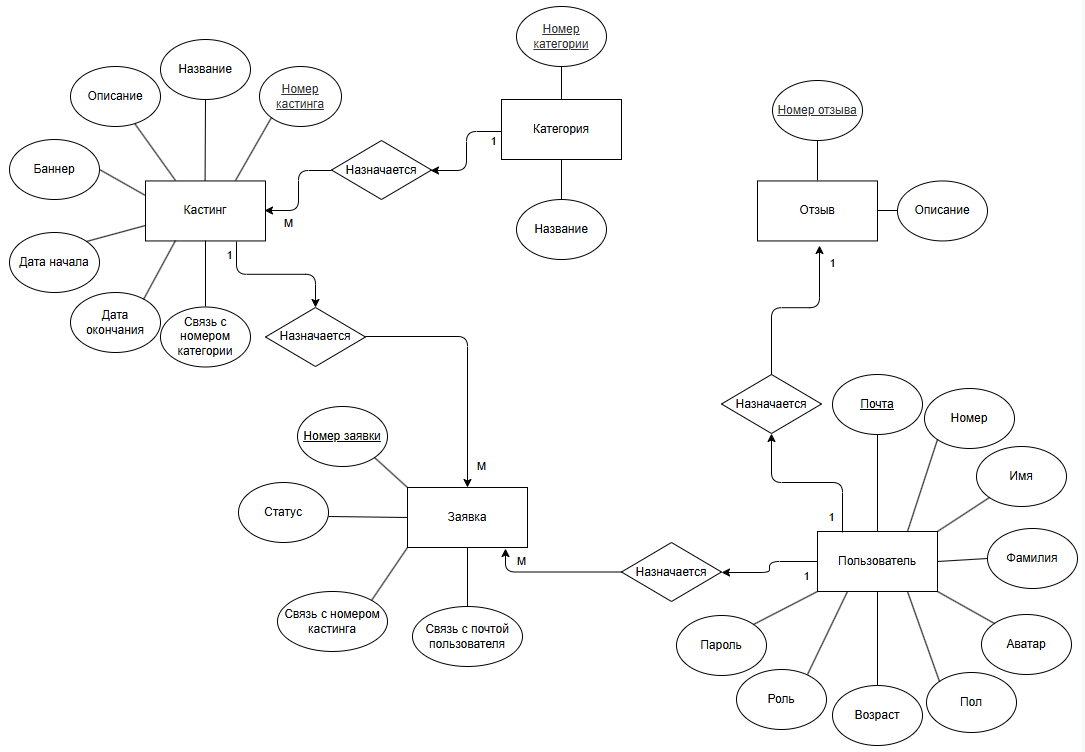 Номер
категории
Название
Номер
кастинга
Описание
Номер отзыва
Категория
1
Назначается
Баннер
Кастинг
М
Отзыв
Описание
Название
1
1
Дата начала
Дата
окончания
Связь с
номером
категории
Назначается
Назначается
Почта
Номер
Номер заявки
М
Имя
Статус
Заявка
1
Пользователь
Фамилия
М
Назначается
1
Связь с номером
кастинга
Связь с почтой
пользователя
Пароль
Аватар
Роль
Возраст
Пол